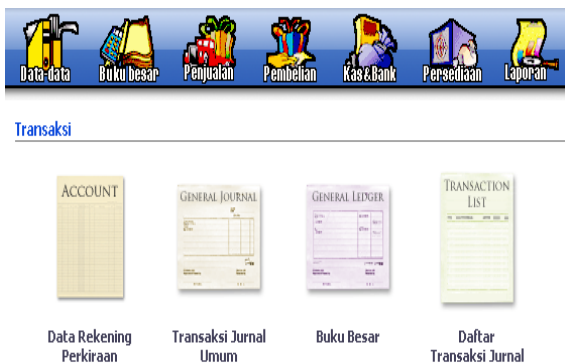 Data-data Buku besar Penjualan Pembelian Kas&Bank Persediaan Laporan
Transaksi
ACCOUNT
GENERAL JOURNAL
GENERAL LEDGER
TRANSACTION
LIST
Data Rekening
Perkiraan
Transaksi Jurnal
Umum
Buku Besar
Daftar
Transaksi Jurnal